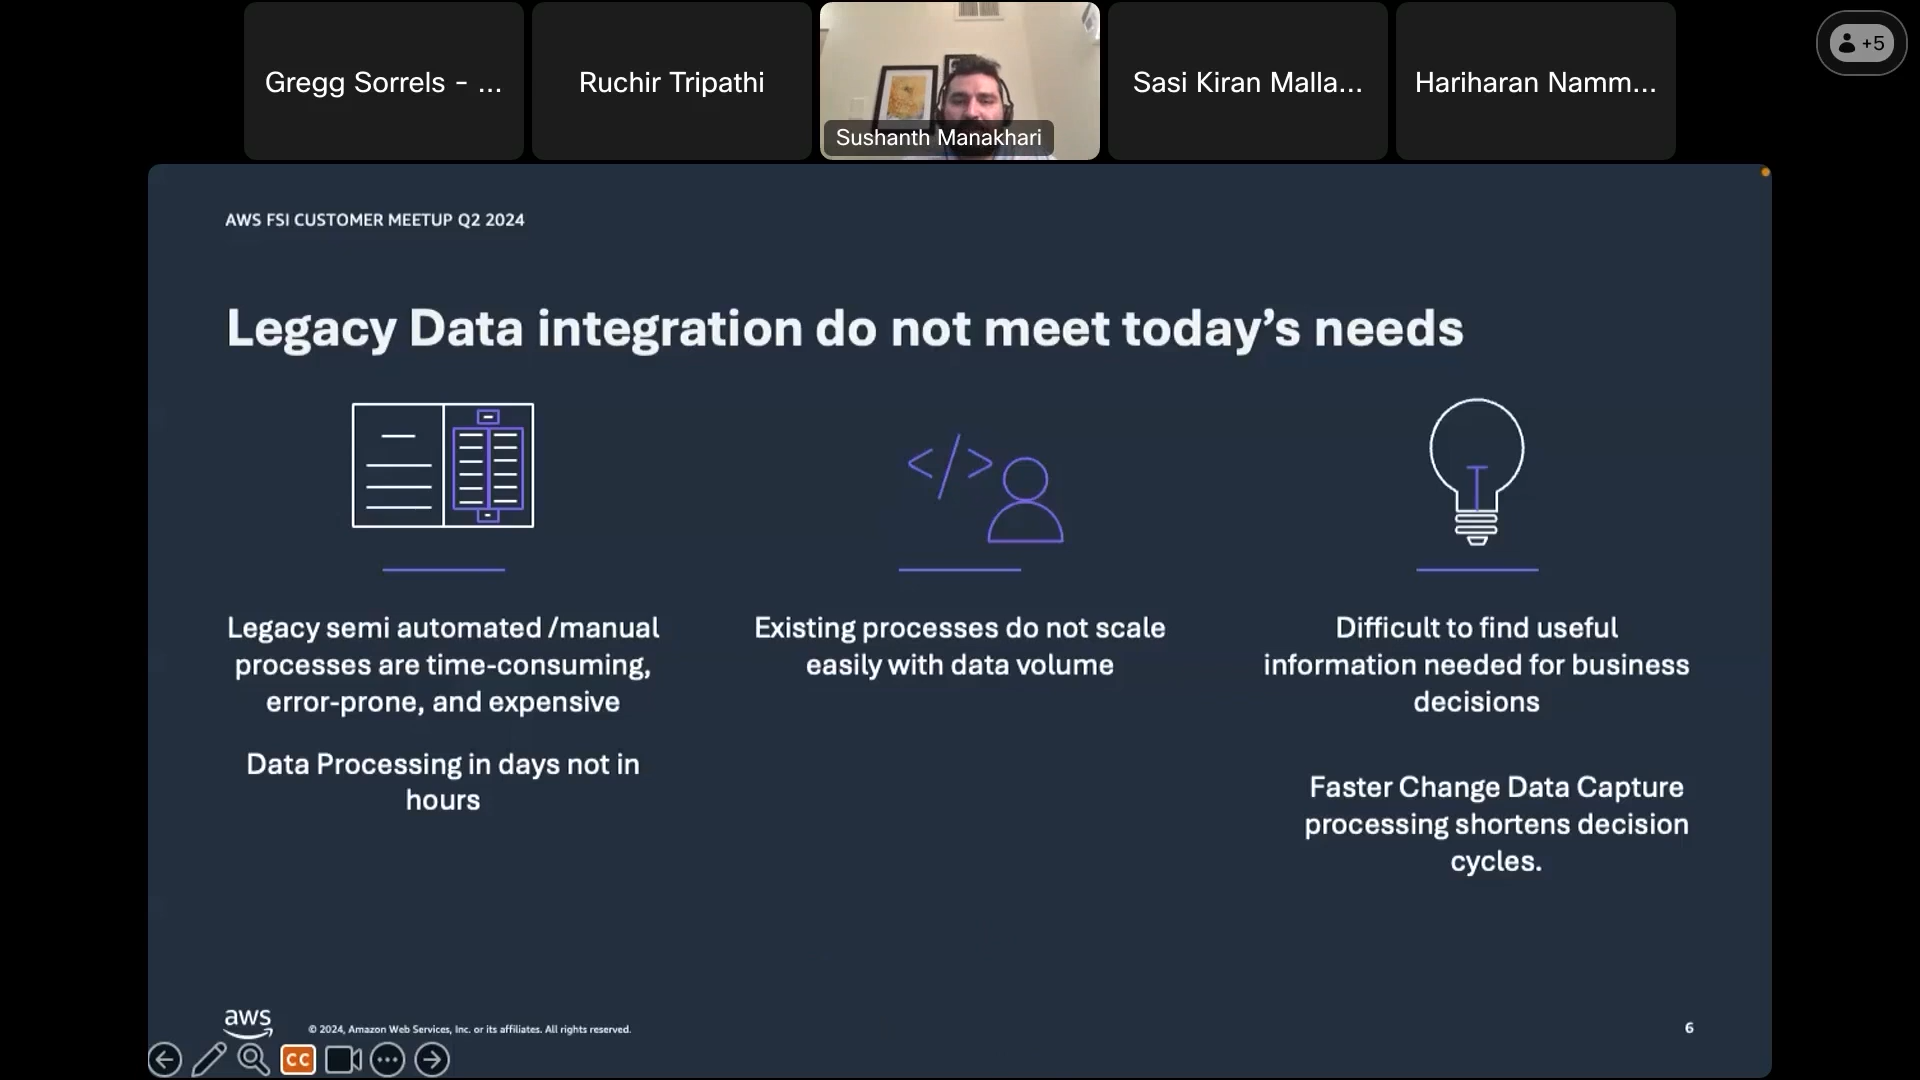 Gregg Sorrels - ...
Ruchir Tripathi
Sushanth Manakhari
Sasi Kiran Malla...
Hariharan Namm...
+5
AWS FSI CUSTOMER MEETUP Q2 2024
Legacy Data integration do not meet today’s needs
</>
Legacy semi automated /manual
processes are time-consuming,
error-prone, and expensive
Data Processing in days not in
hours
Existing processes do not scale
easily with data volume
Difficult to find useful
information needed for business
decisions
Faster Change Data Capture
processing shortens decision
cycles.
aws
© 2024, Amazon Web Services, Inc. or its affiliates. All rights reserved.
6
CC